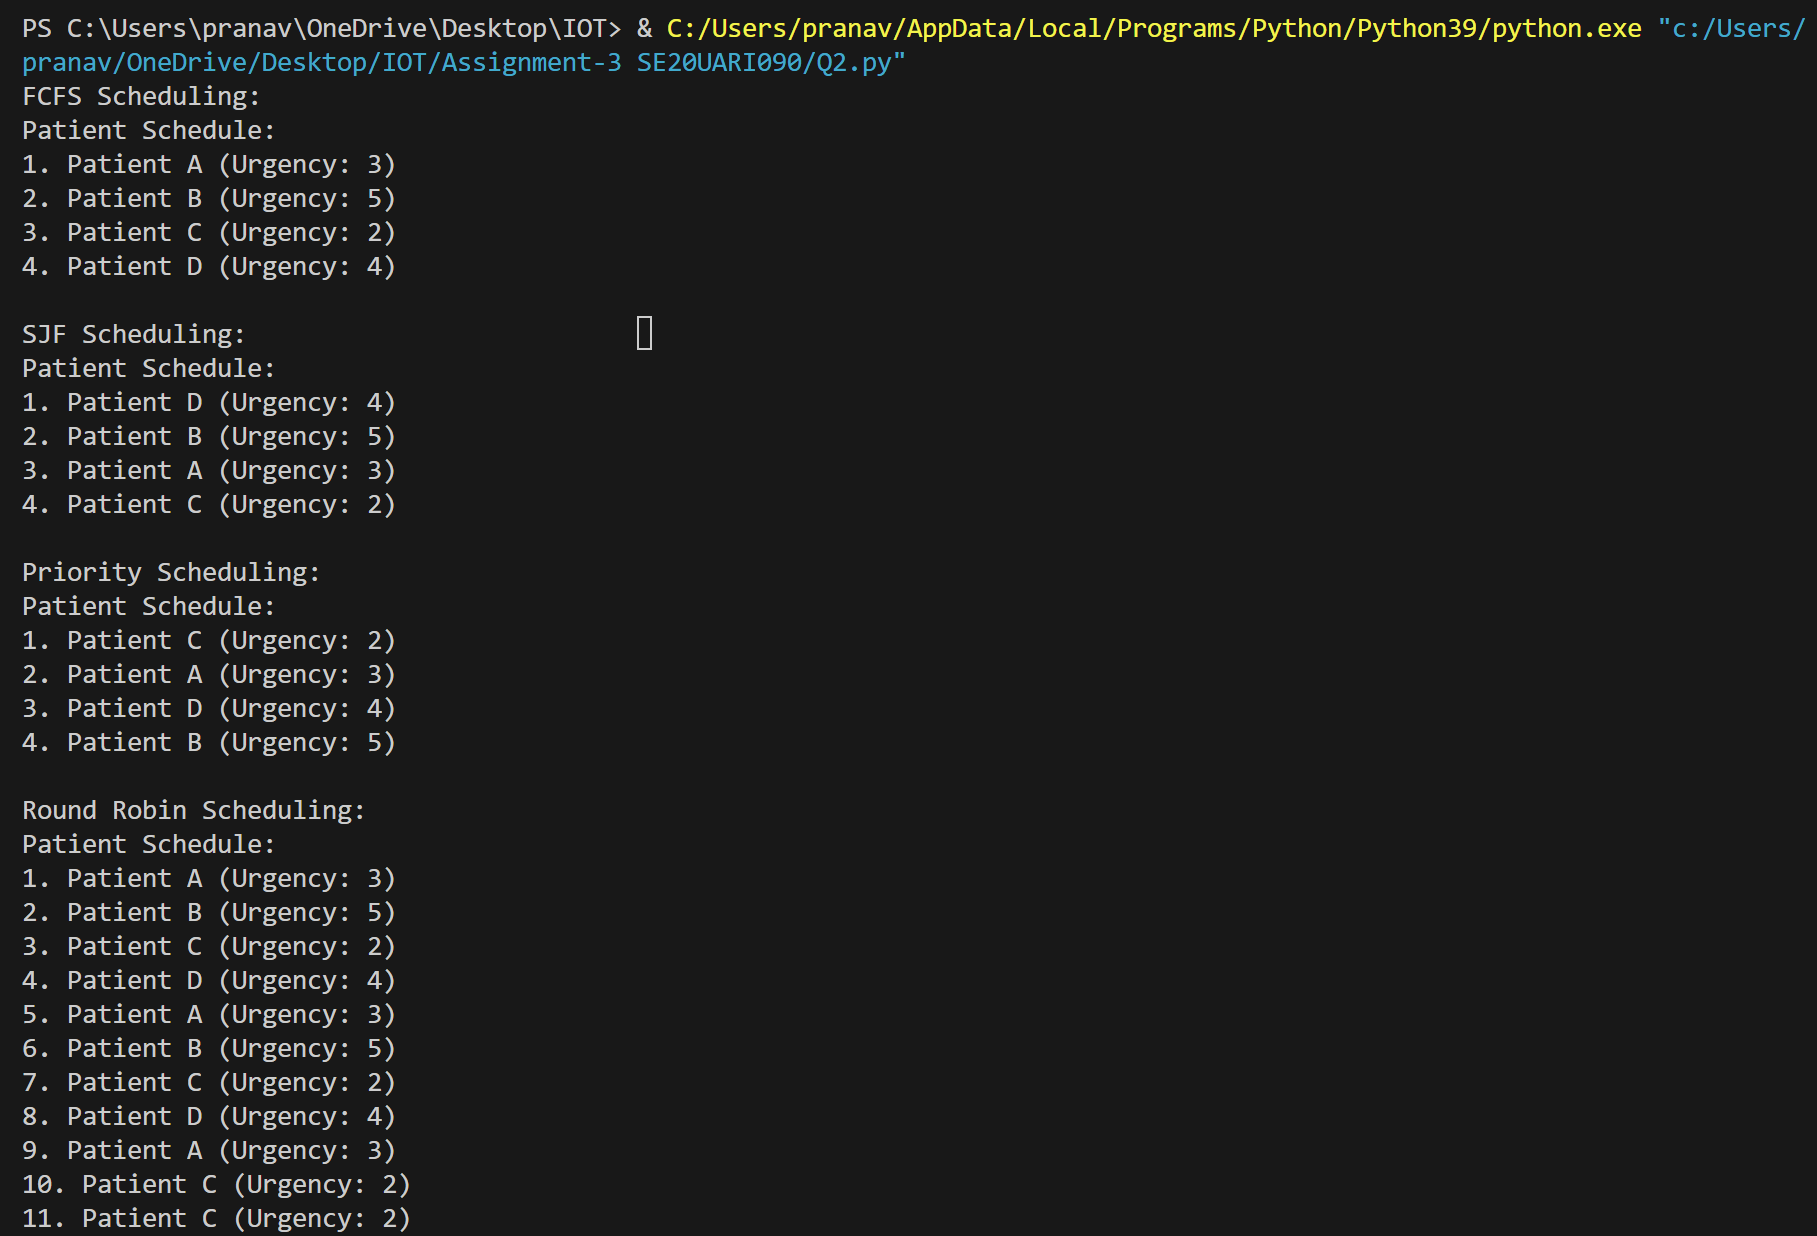 PS C:\Users\pranav\OneDrive\Desktop\IOT> & C:/Users/pranav/AppData/Local/Programs/Python/Python39/python.exe "c:/Users/
pranav/OneDrive/Desktop/IOT/Assignment-3 SE20UARI090/Q2.py"
FCFS Scheduling:
Patient Schedule:
1. Patient A (Urgency: 3)
2. Patient B (Urgency: 5)
3. Patient C (Urgency: 2)
4. Patient D (Urgency: 4)
SJF Scheduling:
Patient Schedule:
1. Patient D (Urgency: 4)
2. Patient B (Urgency: 5)
3. Patient A (Urgency: 3)
4. Patient C (Urgency: 2)
Priority Scheduling:
Patient Schedule:
1. Patient C (Urgency: 2)
2. Patient A (Urgency: 3)
3. Patient D (Urgency: 4)
4. Patient B (Urgency: 5)
Round Robin Scheduling:
Patient Schedule:
1. Patient A (Urgency: 3)
2. Patient B (Urgency: 5)
3. Patient C (Urgency: 2)
4. Patient D (Urgency: 4)
5. Patient A (Urgency: 3)
6. Patient B (Urgency: 5)
7. Patient C (Urgency: 2)
8. Patient D (Urgency: 4)
9. Patient A (Urgency: 3)
10. Patient C (Urgency: 2)
11. Patient C (Urgency: 2)